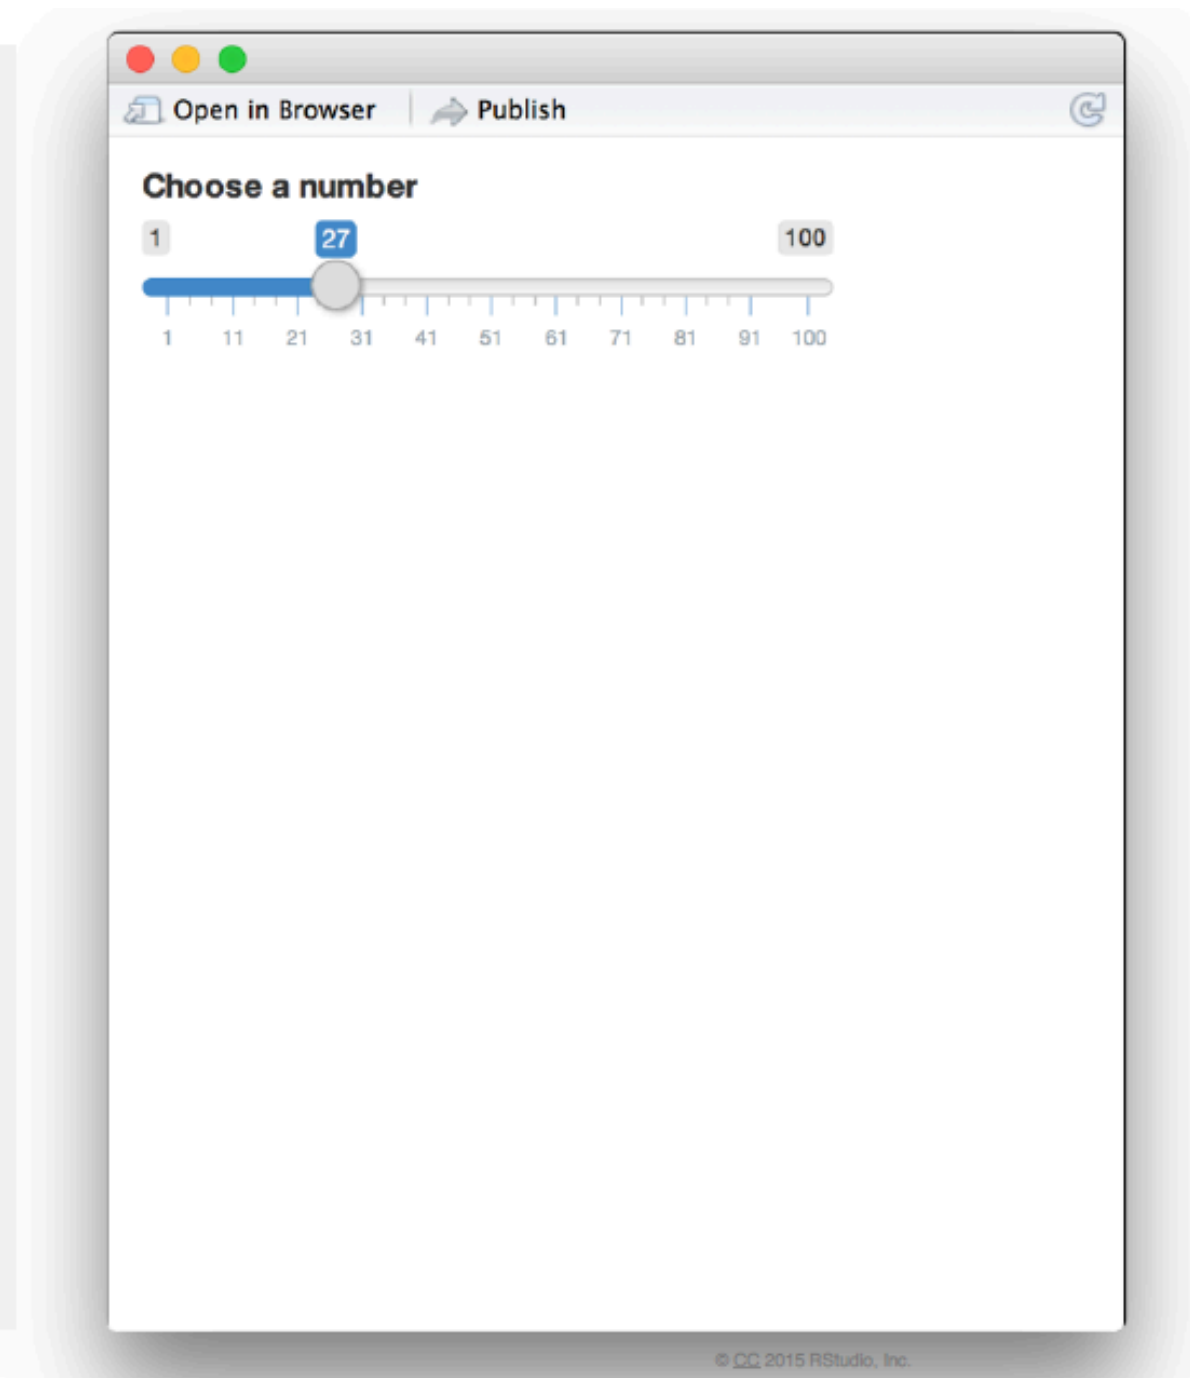 Open in Browser Publish
Choose a number
1 27 100
1 11 21 31 41 51 61 71 81 91 100
© CC 2015 RStudio, Inc.